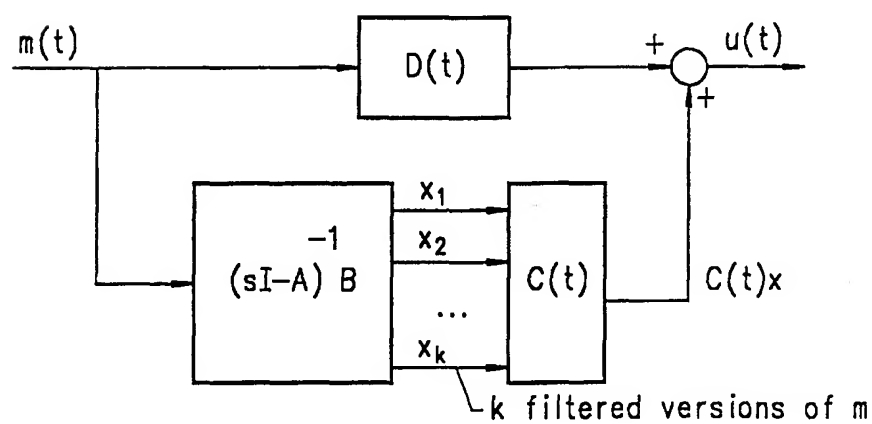 m(t)
D(t)
+
u(t)
+
x₁
x₂
...
xₖ
(sI-A)⁻¹ B
C(t)
C(t)x
k filtered versions of m